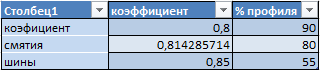 Столбец1 коэффициент % профиля
коэфициент 0,8 90
смятия 0,814285714 80
шины 0,85 55